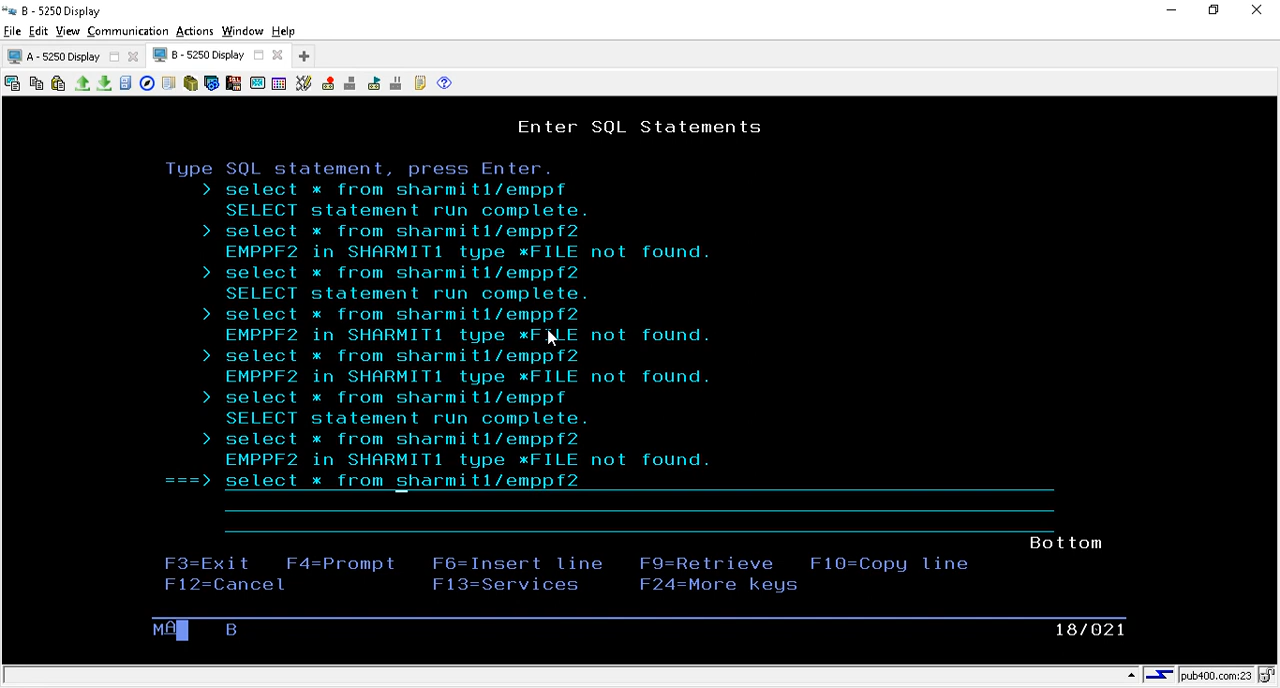 B - 5250 Display
File Edit View Communication Actions Window Help
A - 5250 Display B - 5250 Display
Enter SQL Statements
Type SQL statement, press Enter.
> select * from sharmit1/emppf
SELECT statement run complete.
> select * from sharmit1/emppf2
EMPPF2 in SHARMIT1 type *FILE not found.
> select * from sharmit1/emppf2
SELECT statement run complete.
> select * from sharmit1/emppf2
EMPPF2 in SHARMIT1 type *FILE not found.
> select * from sharmit1/emppf2
EMPPF2 in SHARMIT1 type *FILE not found.
> select * from sharmit1/emppf
SELECT statement run complete.
> select * from sharmit1/emppf2
EMPPF2 in SHARMIT1 type *FILE not found.
===> select * from sharmit1/emppf2
Bottom
F3=Exit F4=Prompt F6=Insert line F9=Retrieve F10=Copy line
F12=Cancel F13=Services F24=More keys
MA B 18/021
pub400.com:23